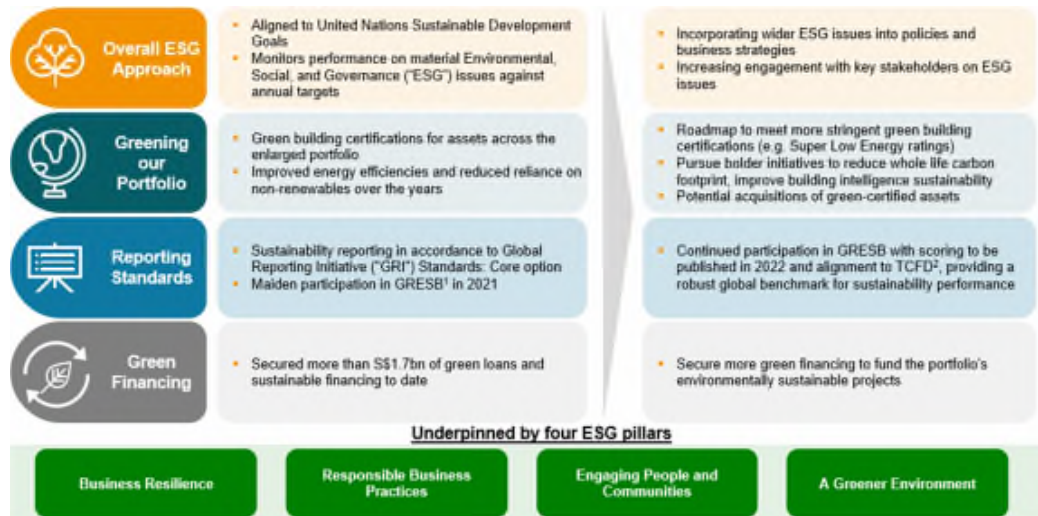 Overall ESG
Approach
Aligned to United Nations Sustainable Development
Goals
Monitors performance on material Environmental,
Social, and Governance ("ESG") issues against
annual targets
Incorporating wider ESG issues into policies and
business strategies
Increasing engagement with key stakeholders on ESG
issues
Greening
our
Portfolio
Green building certifications for assets across the
enlarged portfolio
Improved energy efficiencies and reduced reliance on
non-renewables over the years
Roadmap to meet more stringent green building
certifications (e.g. Super Low Energy ratings)
Pursue bolder initiatives to reduce whole life carbon
footprint, improve building intelligence sustainability
Potential acquisitions of green-certified assets
Reporting
Standards
Sustainability reporting in accordance to Global
Reporting Initiative ("GRI") Standards: Core option
Maiden participation in GRESB¹ in 2021
Continued participation in GRESB with scoring to be
published in 2022 and alignment to TCFD², providing a
robust global benchmark for sustainability performance
Green
Financing
Secured more than S$1.7bn of green loans and
sustainable financing to date
Secure more green financing to fund the portfolio's
environmentally sustainable projects
Underpinned by four ESG pillars
Business Resilience
Responsible Business
Practices
Engaging People and
Communities
A Greener Environment